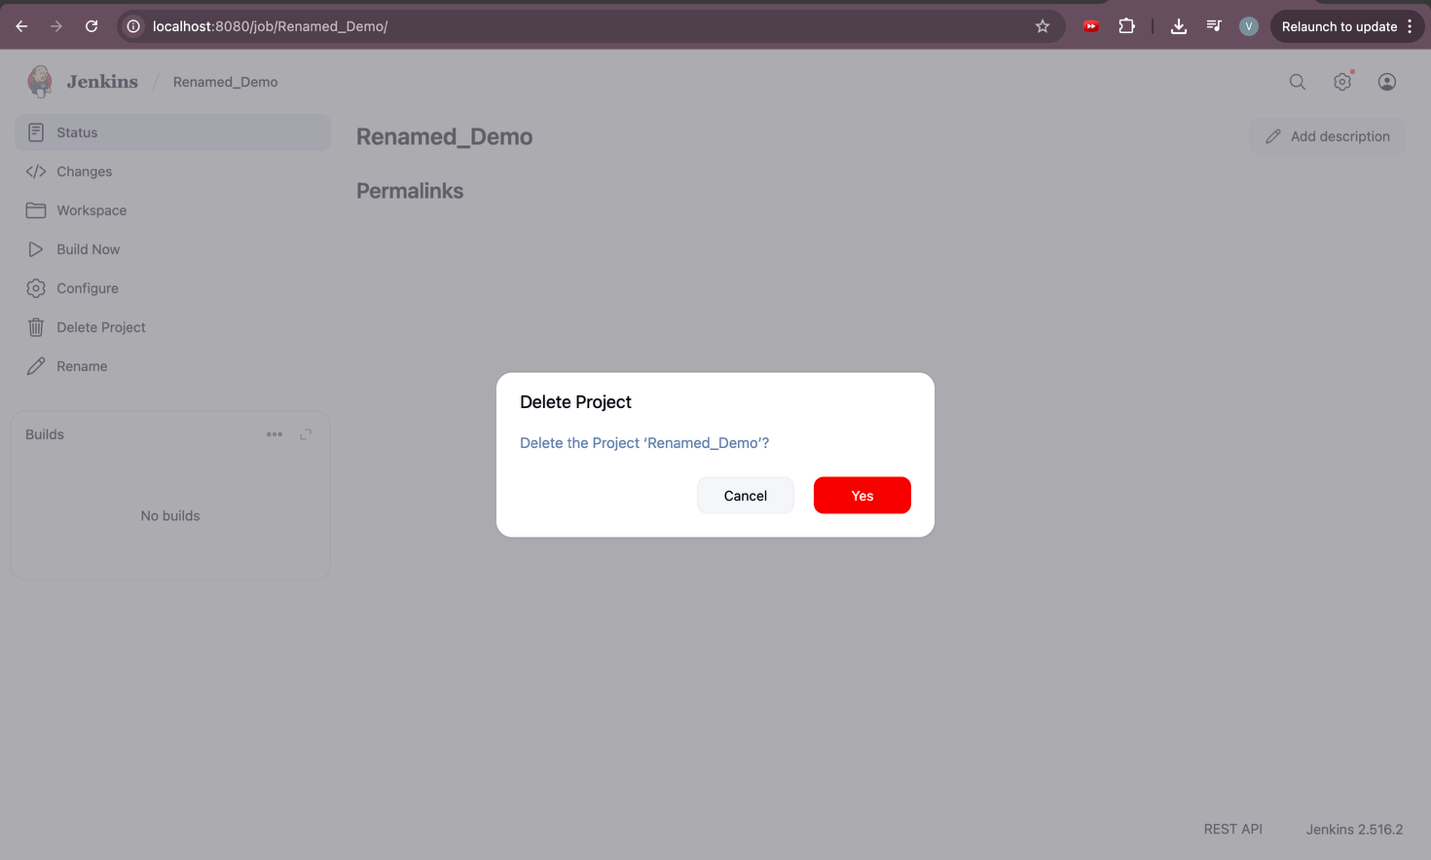 localhost:8080/job/Renamed_Demo/
V
Relaunch to update
Jenkins / Renamed_Demo
Status
Changes
Workspace
Build Now
Configure
Delete Project
Rename
Builds
No builds
Renamed_Demo
Add description
Permalinks
Delete Project
Delete the Project ‘Renamed_Demo’?
Cancel
Yes
REST API
Jenkins 2.516.2